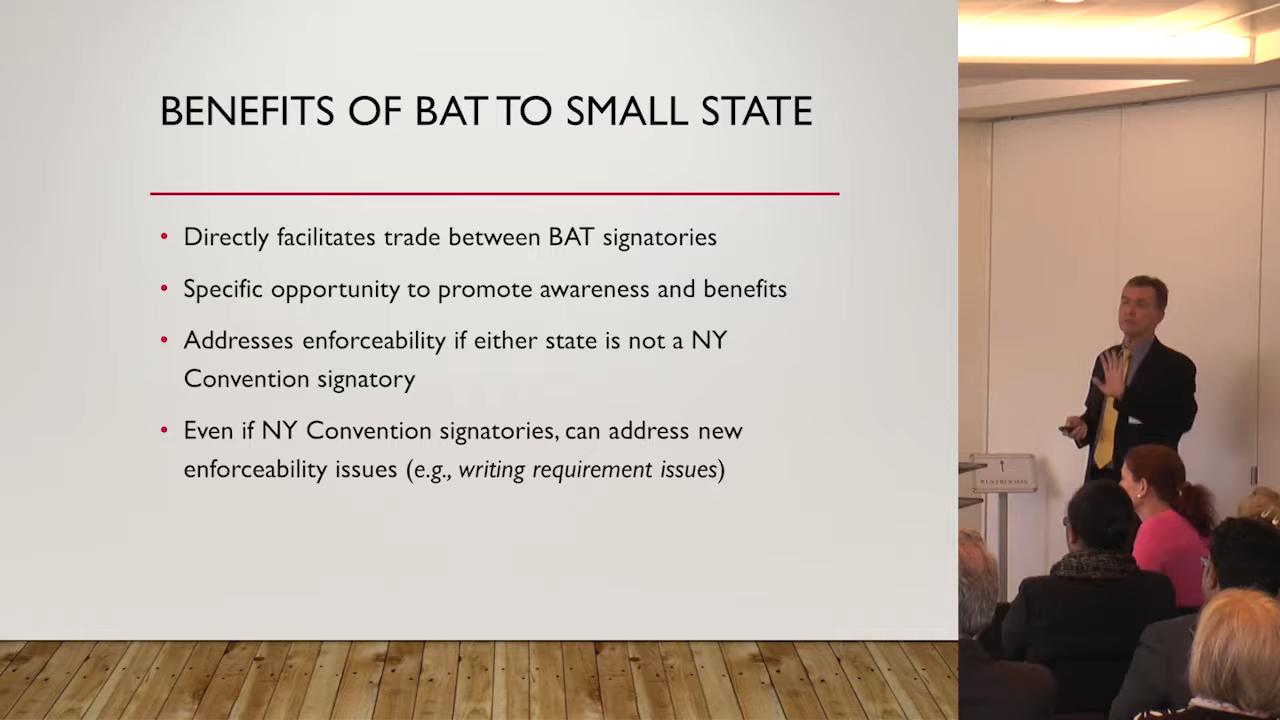 BENEFITS OF BAT TO SMALL STATE
• Directly facilitates trade between BAT signatories
• Specific opportunity to promote awareness and benefits
• Addresses enforceability if either state is not a NY
Convention signatory
• Even if NY Convention signatories, can address new
enforceability issues (e.g., writing requirement issues)